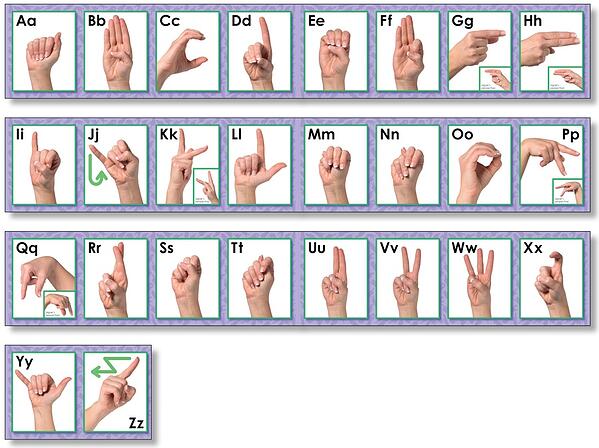 Aa Bb Cc Dd Ee Ff Gg Hh
Ii Jj Kk Ll Mm Nn Oo Pp
Qq Rr Ss Tt Uu Vv Ww Xx
Yy Zz